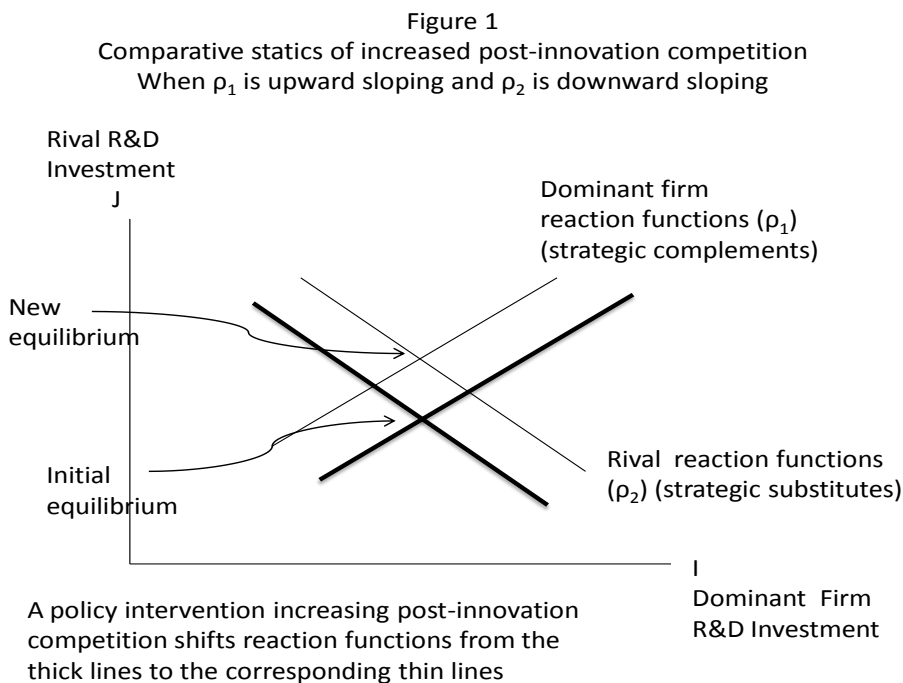 Figure 1
Comparative statics of increased post-innovation competition
When ρ₁ is upward sloping and ρ₂ is downward sloping
Rival R&D
Investment
J
Dominant firm
reaction functions (ρ₁)
(strategic complements)
New
equilibrium
Initial
equilibrium
Rival reaction functions
(ρ₂) (strategic substitutes)
I
Dominant Firm
R&D Investment
A policy intervention increasing post-innovation
competition shifts reaction functions from the
thick lines to the corresponding thin lines